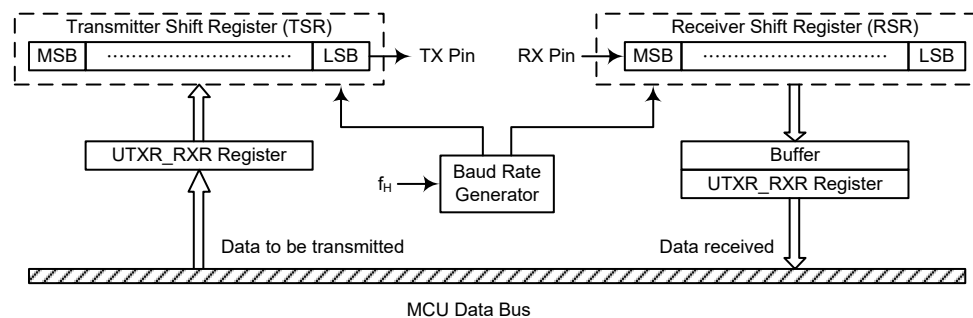 Transmitter Shift Register (TSR)
MSB ............................... LSB
TX Pin
Receiver Shift Register (RSR)
RX Pin
MSB ............................... LSB
UTXR_RXR Register
fH
Baud Rate
Generator
Buffer
UTXR_RXR Register
Data to be transmitted
Data received
MCU Data Bus